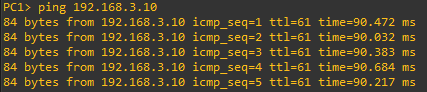 PC1> ping 192.168.3.10
84 bytes from 192.168.3.10 icmp_seq=1 ttl=61 time=90.472 ms
84 bytes from 192.168.3.10 icmp_seq=2 ttl=61 time=90.032 ms
84 bytes from 192.168.3.10 icmp_seq=3 ttl=61 time=90.383 ms
84 bytes from 192.168.3.10 icmp_seq=4 ttl=61 time=90.684 ms
84 bytes from 192.168.3.10 icmp_seq=5 ttl=61 time=90.217 ms